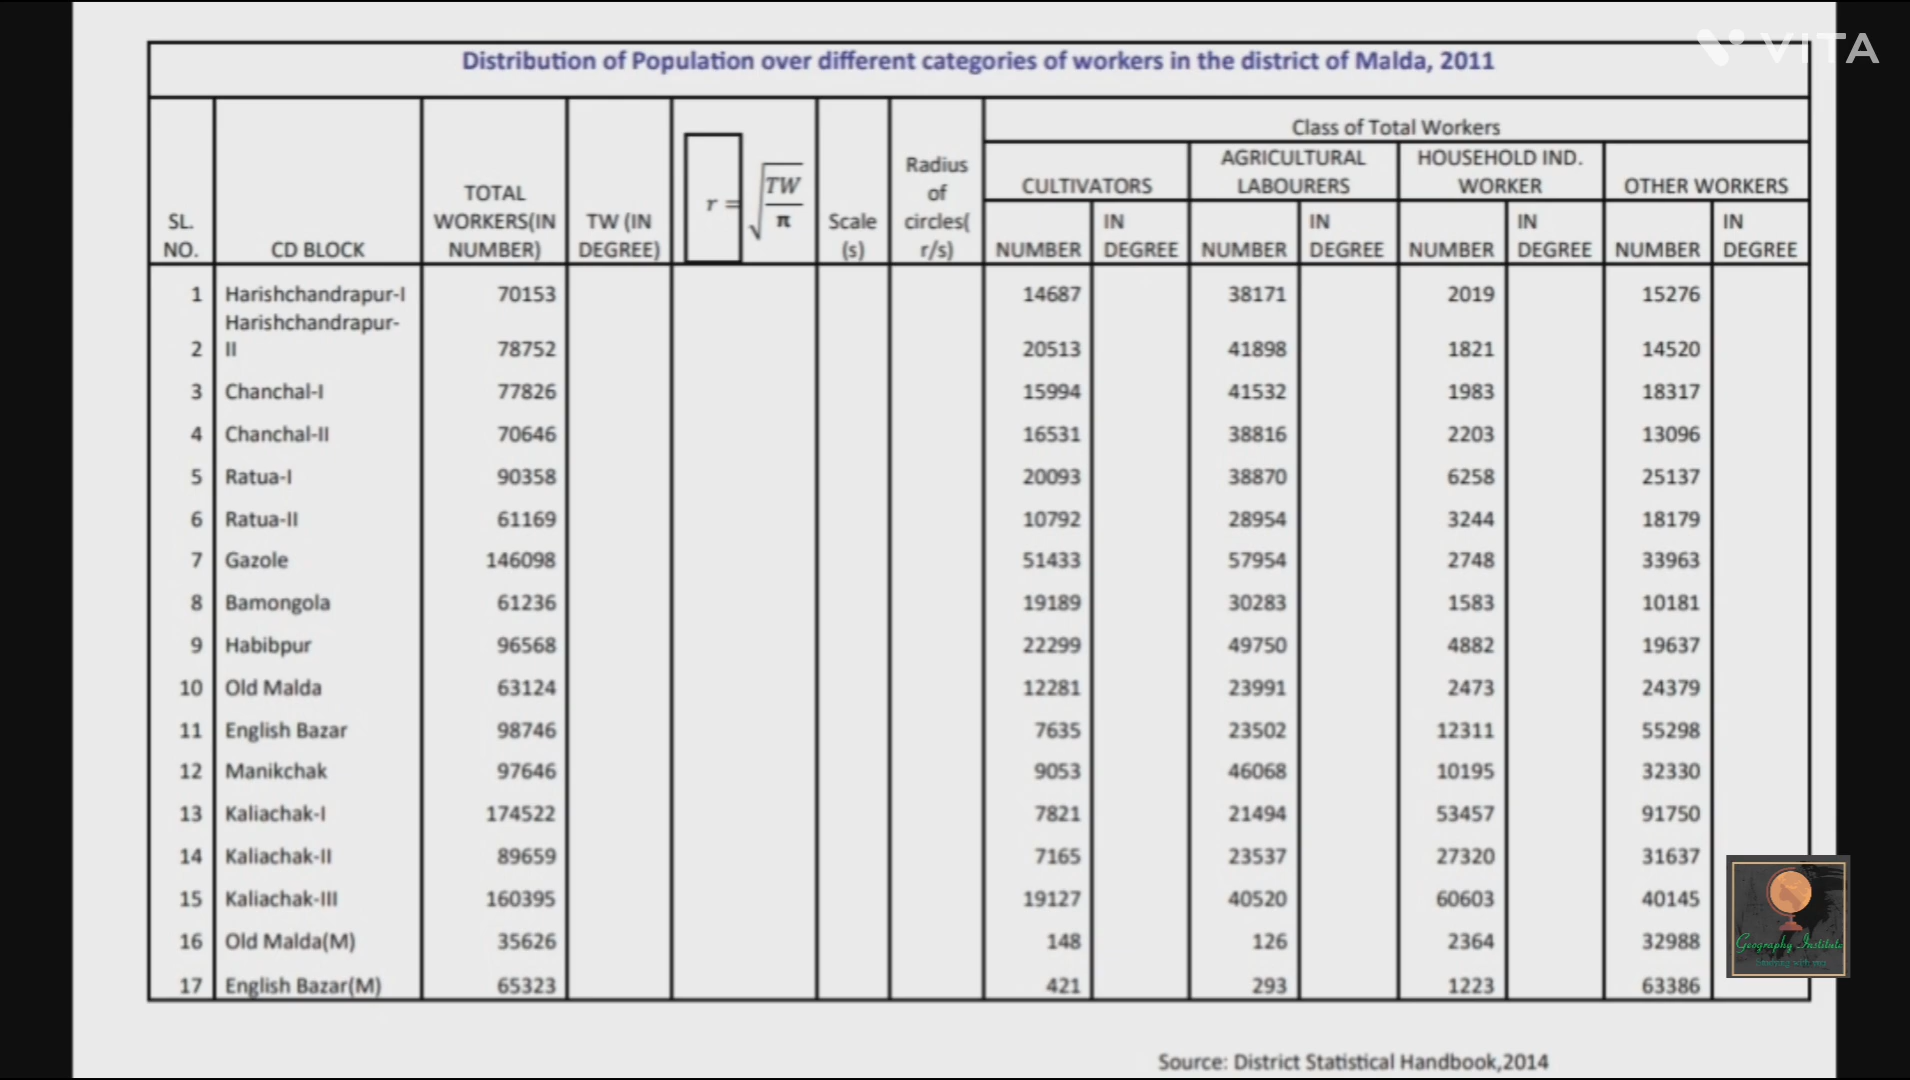 VITA
Distribution of Population over different categories of workers in the district of Malda, 2011
SL. NO. CD BLOCK TOTAL WORKERS(IN NUMBER) TW (IN DEGREE) r = √TW/π Scale (s) Radius of circles( r/s) Class of Total Workers
CULTIVATORS AGRICULTURAL LABOURERS HOUSEHOLD IND. WORKER OTHER WORKERS
NUMBER IN DEGREE NUMBER IN DEGREE NUMBER IN DEGREE NUMBER IN DEGREE
1 Harishchandrapur-I 70153 14687 38171 2019 15276
2 Harishchandrapur-II 78752 20513 41898 1821 14520
3 Chanchal-I 77826 15994 41532 1983 18317
4 Chanchal-II 70646 16531 38816 2203 13096
5 Ratua-I 90358 20093 38870 6258 25137
6 Ratua-II 61169 10792 28954 3244 18179
7 Gazole 146098 51433 57954 2748 33963
8 Bamongola 61236 19189 30283 1583 10181
9 Habibpur 96568 22299 49750 4882 19637
10 Old Malda 63124 12281 23991 2473 24379
11 English Bazar 98746 7635 23502 12311 55298
12 Manikchak 97646 9053 46068 10195 32330
13 Kaliachak-I 174522 7821 21494 53457 91750
14 Kaliachak-II 89659 7165 23537 27320 31637
15 Kaliachak-III 160395 19127 40520 60603 40145
16 Old Malda(M) 35626 148 126 2364 32988
17 English Bazar(M) 65323 421 293 1223 63386
Geography Institute
Source: District Statistical Handbook,2014